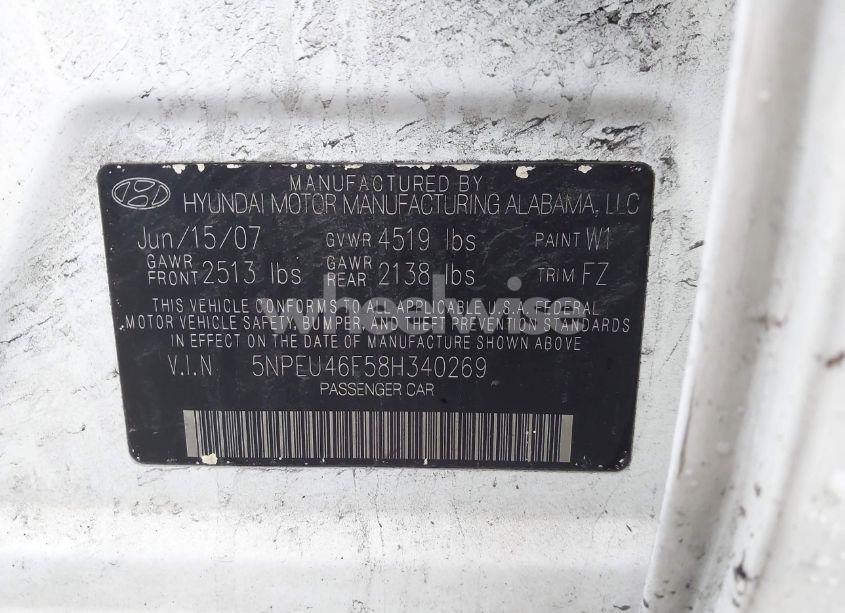 MANUFACTURED BY
HYUNDAI MOTOR MANUFACTURING ALABAMA, LLC
Jun/15/07 GVWR 4519 lbs PAINT W1
GAWR FRONT 2513 lbs GAWR REAR 2138 lbs TRIM FZ
THIS VEHICLE CONFORMS TO ALL APPLICABLE U.S.A. FEDERAL
MOTOR VEHICLE SAFETY, BUMPER, AND THEFT PREVENTION STANDARDS
IN EFFECT ON THE DATE OF MANUFACTURE SHOWN ABOVE
V.I.N 5NPEU46F58H340269
PASSENGER CAR
wheelwise